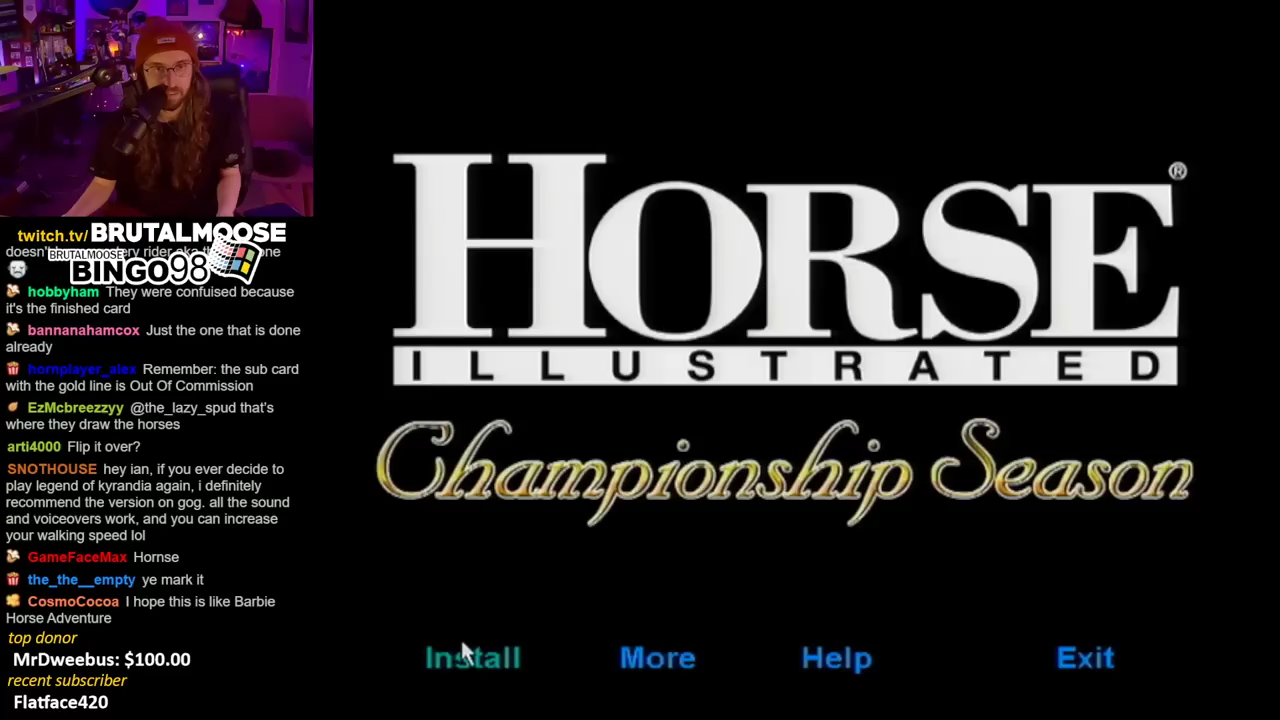 twitch.tv/BRUTALMOOSE
BRUTALMOOSE
BINGO98
hobbyham They were confuised because
it's the finished card
bannanahamcox Just the one that is done
already
hornplayer_alex Remember: the sub card
with the gold line is Out Of Commission
EzMcbreezzyy @the_lazy_spud that's
where they draw the horses
arti4000 Flip it over?
SNOTHOUSE hey ian, if you ever decide to
play legend of kyrandia again, i definitely
recommend the version on gog. all the sound
and voiceovers work, and you can increase
your walking speed lol
GameFaceMax Hornse
the_the__empty ye mark it
CosmoCocoa I hope this is like Barbie
Horse Adventure
top donor
MrDweebus: $100.00
recent subscriber
Flatface420
HORSE®
ILLUSTRATED
Championship Season
Install More Help Exit